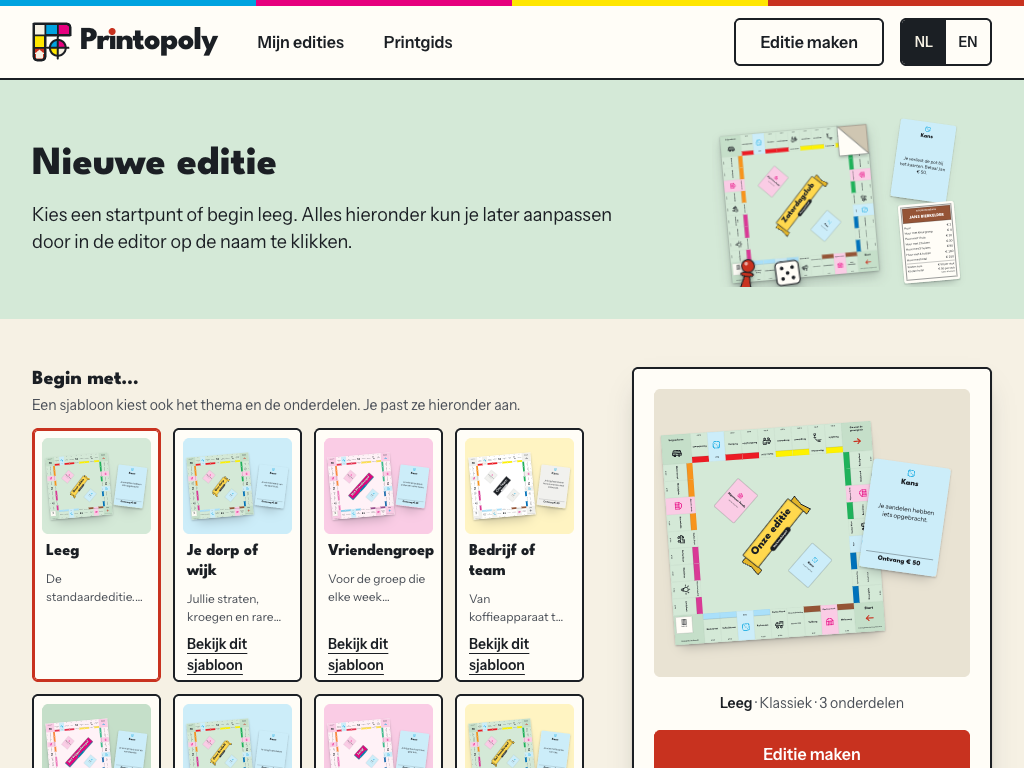 Printopoly
Mijn edities
Printgids
Editie maken
NL
EN
Nieuwe editie
Kies een startpunt of begin leeg. Alles hieronder kun je later aanpassen
door in de editor op de naam te klikken.
Zaterdagclub
Kans
Begin met…
Een sjabloon kiest ook het thema en de onderdelen. Je past ze hieronder aan.
Leeg
De
standaardeditie.…
Je dorp of
wijk
Jullie straten,
kroegen en rare…
Bekijk dit
sjabloon
Vriendengroep
Voor de groep die
elke week…
Bekijk dit
sjabloon
Bedrijf of
team
Van
koffieapparaat t…
Bekijk dit
sjabloon
Onze editie
Start
Kans
Je aandelen hebben
iets opgebracht.
Ontvang € 50
Leeg · Klassiek · 3 onderdelen
Editie maken